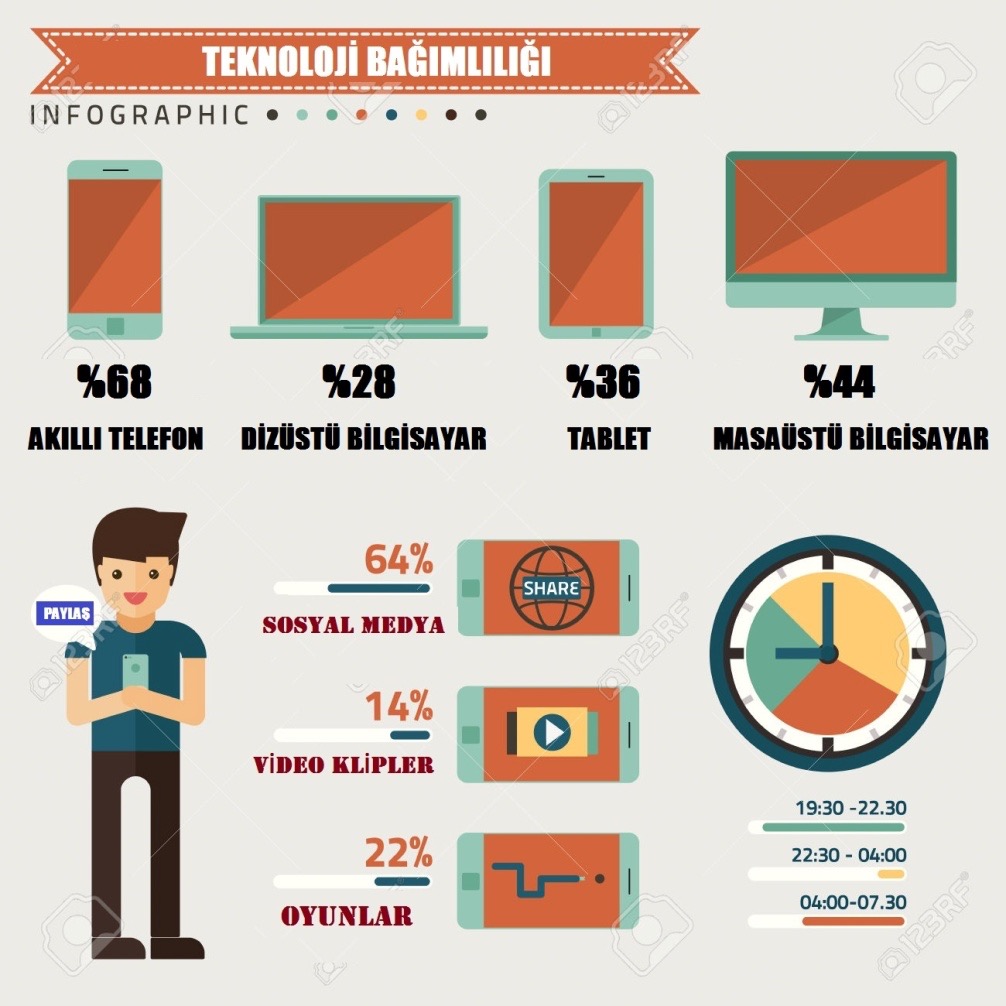 TEKNOLOJİ BAĞIMLILIĞI
INFOGRAPHIC
%68
AKILLI TELEFON
%28
DİZÜSTÜ BİLGİSAYAR
%36
TABLET
%44
MASAÜSTÜ BİLGİSAYAR
PAYLAŞ
64%
SOSYAL MEDYA
SHARE
14%
VİDEO KLİPLER
22%
OYUNLAR
19:30 -22.30
22:30 - 04:00
04:00-07.30
123RF